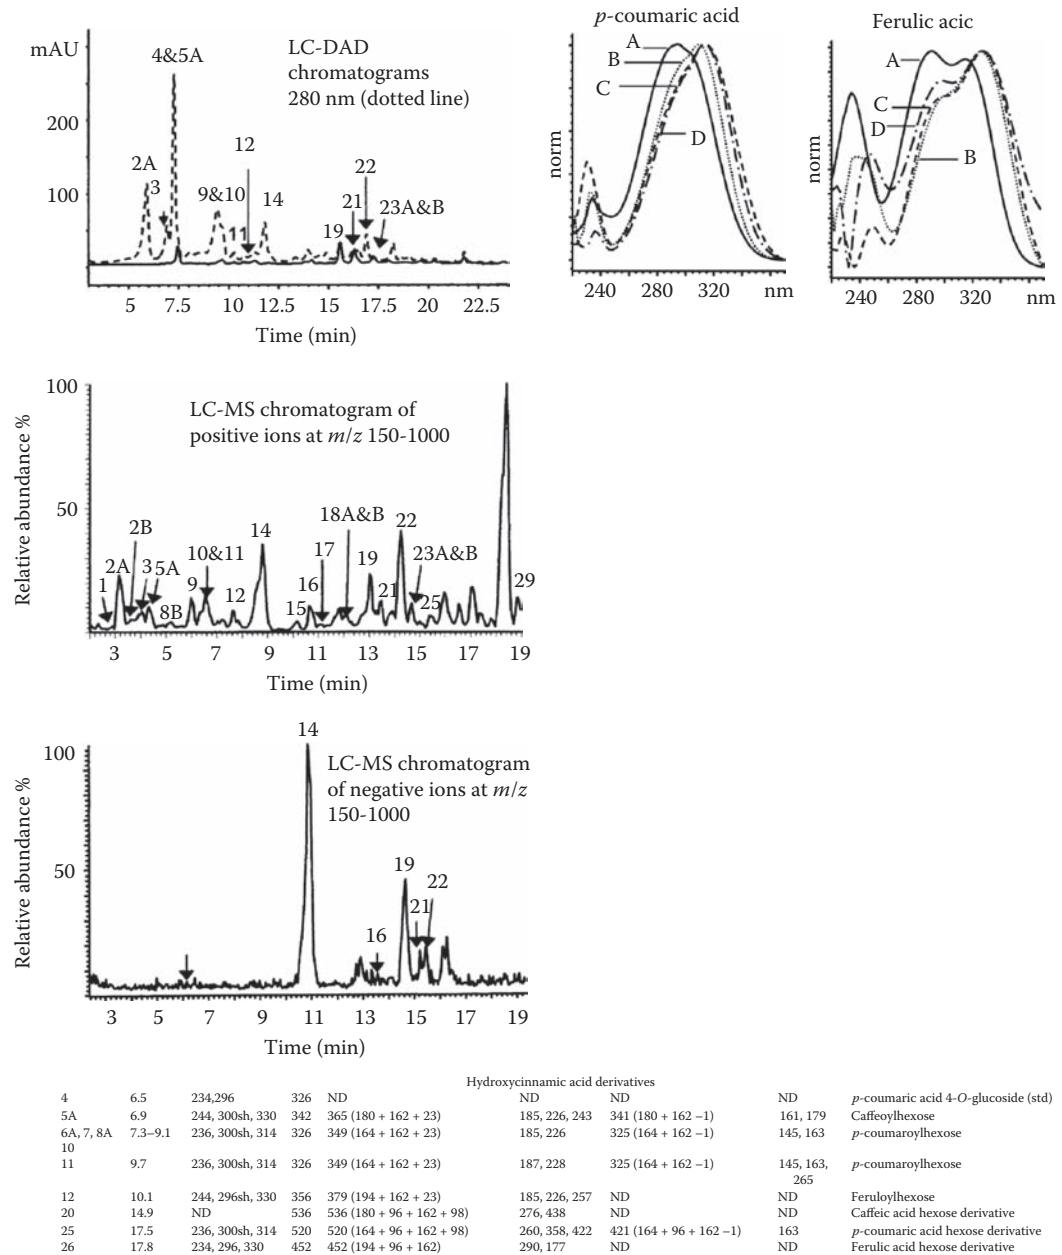 mAU
200
100
4&5A
2A
3
9&10
12
14
19
21
22
23A&B
LC-DAD
chromatograms
280 nm (dotted line)
5 7.5 10 12.5 15 17.5 20 22.5
Time (min)
p-coumaric acid
A
B
C
D
norm
240 280 320 nm
Ferulic acic
A
C
D
B
norm
240 280 320 nm
Relative abundance %
100
50
LC-MS chromatogram of
positive ions at m/z 150-1000
1
2A
2B
3
5A
8B
9
10&11
12
14
15
16
17
18A&B
19
21
22
23A&B
25
29
3 5 7 9 11 13 15 17 19
Time (min)
Relative abundance %
100
50
14
LC-MS chromatogram
of negative ions at m/z
150-1000
16
19
21
22
3 5 7 9 11 13 15 17 19
Time (min)
Hydroxycinnamic acid derivatives
4 6.5 234,296 326 ND ND ND ND p-coumaric acid 4-O-glucoside (std)
5A 6.9 244, 300sh, 330 342 365 (180 + 162 + 23) 185, 226, 243 341 (180 + 162 –1) 161, 179 Caffeoylhexose
6A, 7, 8A 7.3–9.1 236, 300sh, 314 326 349 (164 + 162 + 23) 185, 226 325 (164 + 162 –1) 145, 163 p-coumaroylhexose
10
11 9.7 236, 300sh, 314 326 349 (164 + 162 + 23) 187, 228 325 (164 + 162 –1) 145, 163, p-coumaroylhexose
265
12 10.1 244, 296sh, 330 356 379 (194 + 162 + 23) 185, 226, 257 ND ND Feruloylhexose
20 14.9 ND 536 536 (180 + 96 + 162 + 98) 276, 438 ND ND Caffeic acid hexose derivative
25 17.5 236, 300sh, 314 520 520 (164 + 96 + 162 + 98) 260, 358, 422 421 (164 + 96 + 162 –1) 163 p-coumaric acid hexose derivative
26 17.8 234, 296, 330 452 452 (194 + 96 + 162) 290, 177 ND ND Ferulic acid hexose derivative